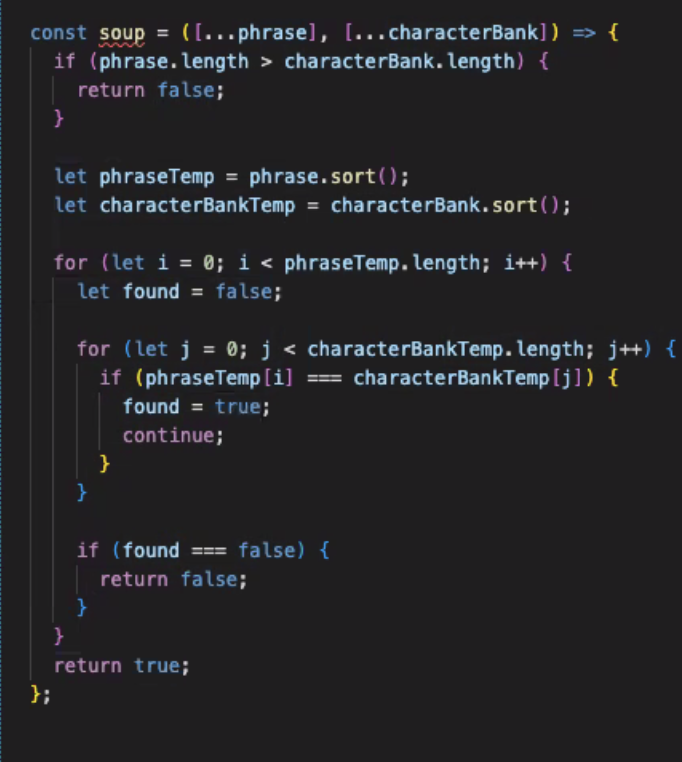 const soup = ([...phrase], [...characterBank]) => {
  if (phrase.length > characterBank.length) {
    return false;
  }

  let phraseTemp = phrase.sort();
  let characterBankTemp = characterBank.sort();

  for (let i = 0; i < phraseTemp.length; i++) {
    let found = false;

    for (let j = 0; j < characterBankTemp.length; j++) {
      if (phraseTemp[i] === characterBankTemp[j]) {
        found = true;
        continue;
      }
    }

    if (found === false) {
      return false;
    }
  }
  return true;
};